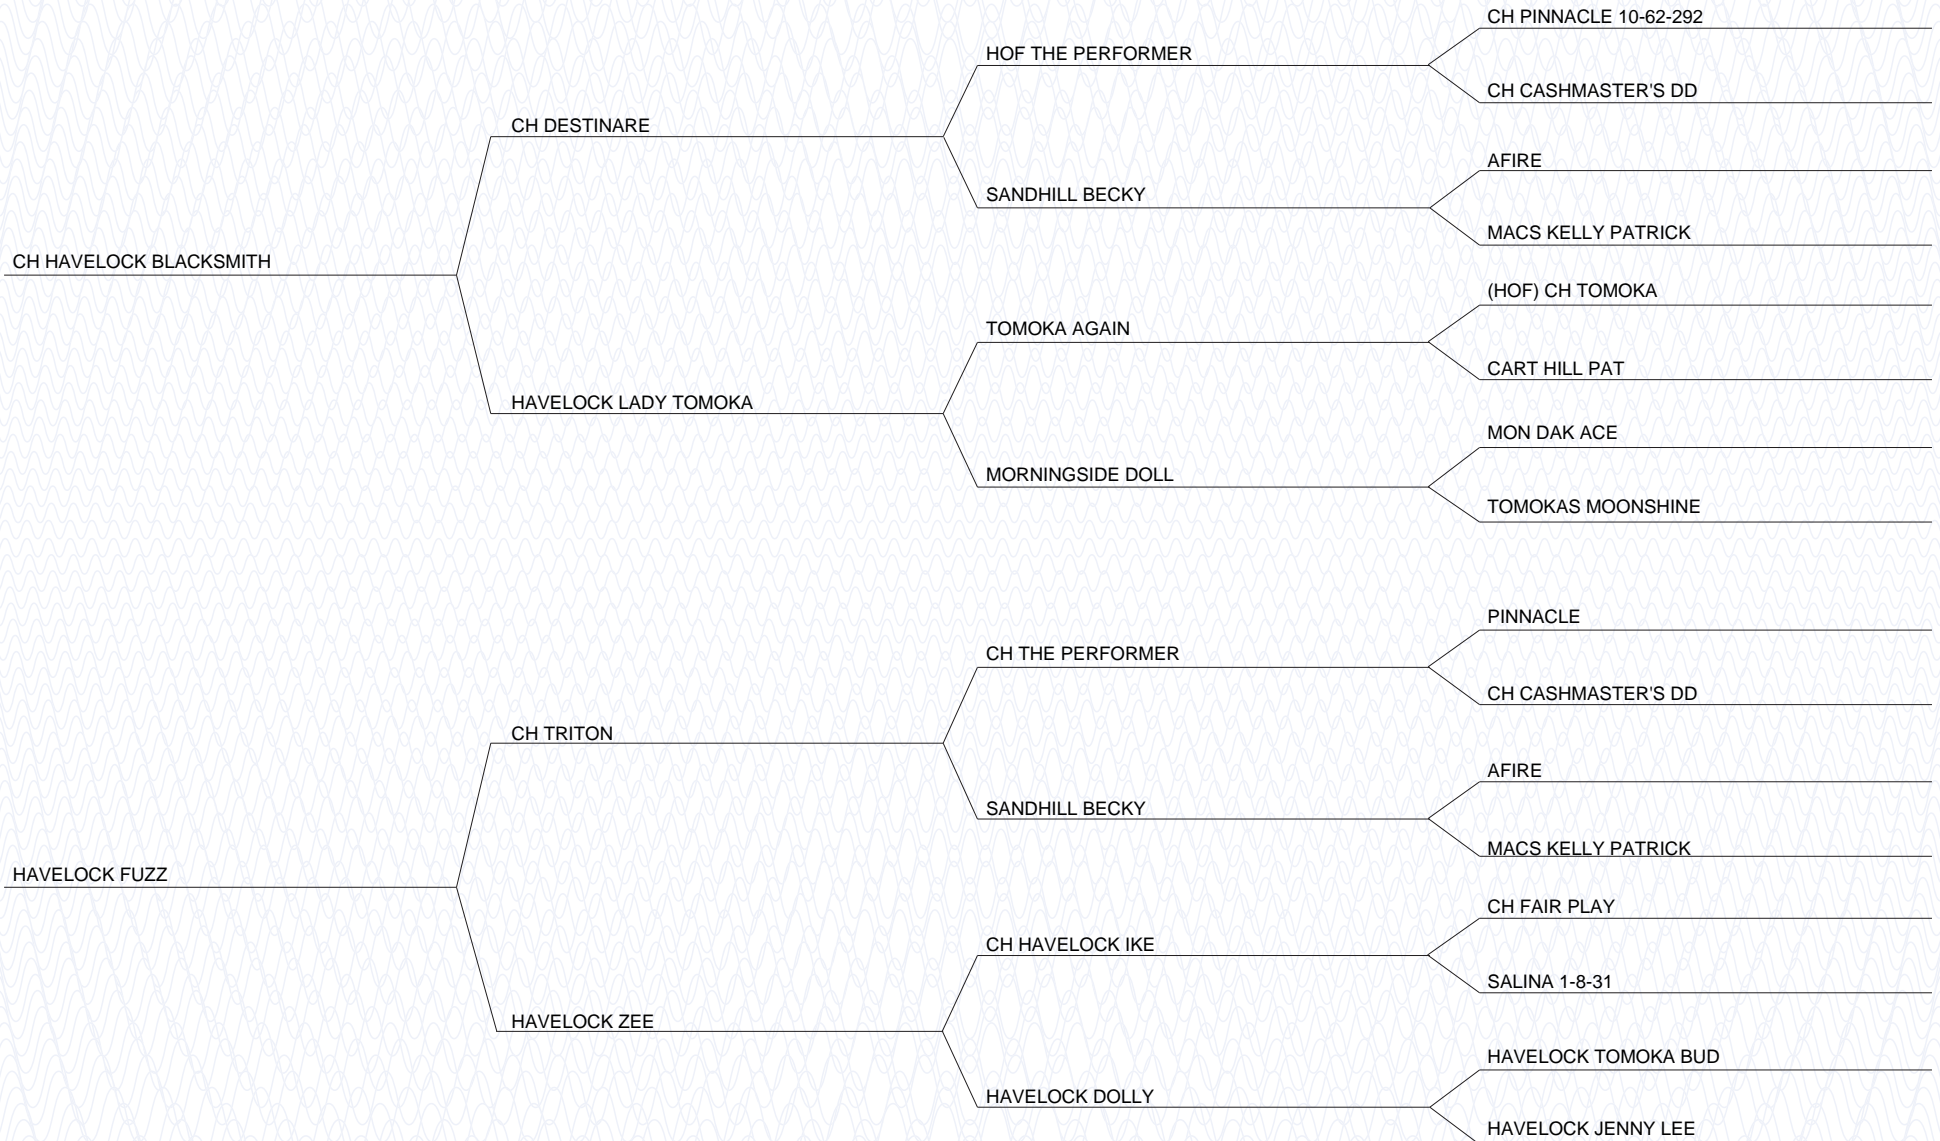 CH PINNACLE 10-62-292
HOF THE PERFORMER
CH CASHMASTER'S DD
CH DESTINARE
AFIRE
SANDHILL BECKY
MACS KELLY PATRICK
CH HAVELOCK BLACKSMITH
(HOF) CH TOMOKA
TOMOKA AGAIN
CART HILL PAT
HAVELOCK LADY TOMOKA
MON DAK ACE
MORNINGSIDE DOLL
TOMOKAS MOONSHINE
PINNACLE
CH THE PERFORMER
CH CASHMASTER'S DD
CH TRITON
AFIRE
SANDHILL BECKY
MACS KELLY PATRICK
HAVELOCK FUZZ
CH FAIR PLAY
CH HAVELOCK IKE
SALINA 1-8-31
HAVELOCK ZEE
HAVELOCK TOMOKA BUD
HAVELOCK DOLLY
HAVELOCK JENNY LEE